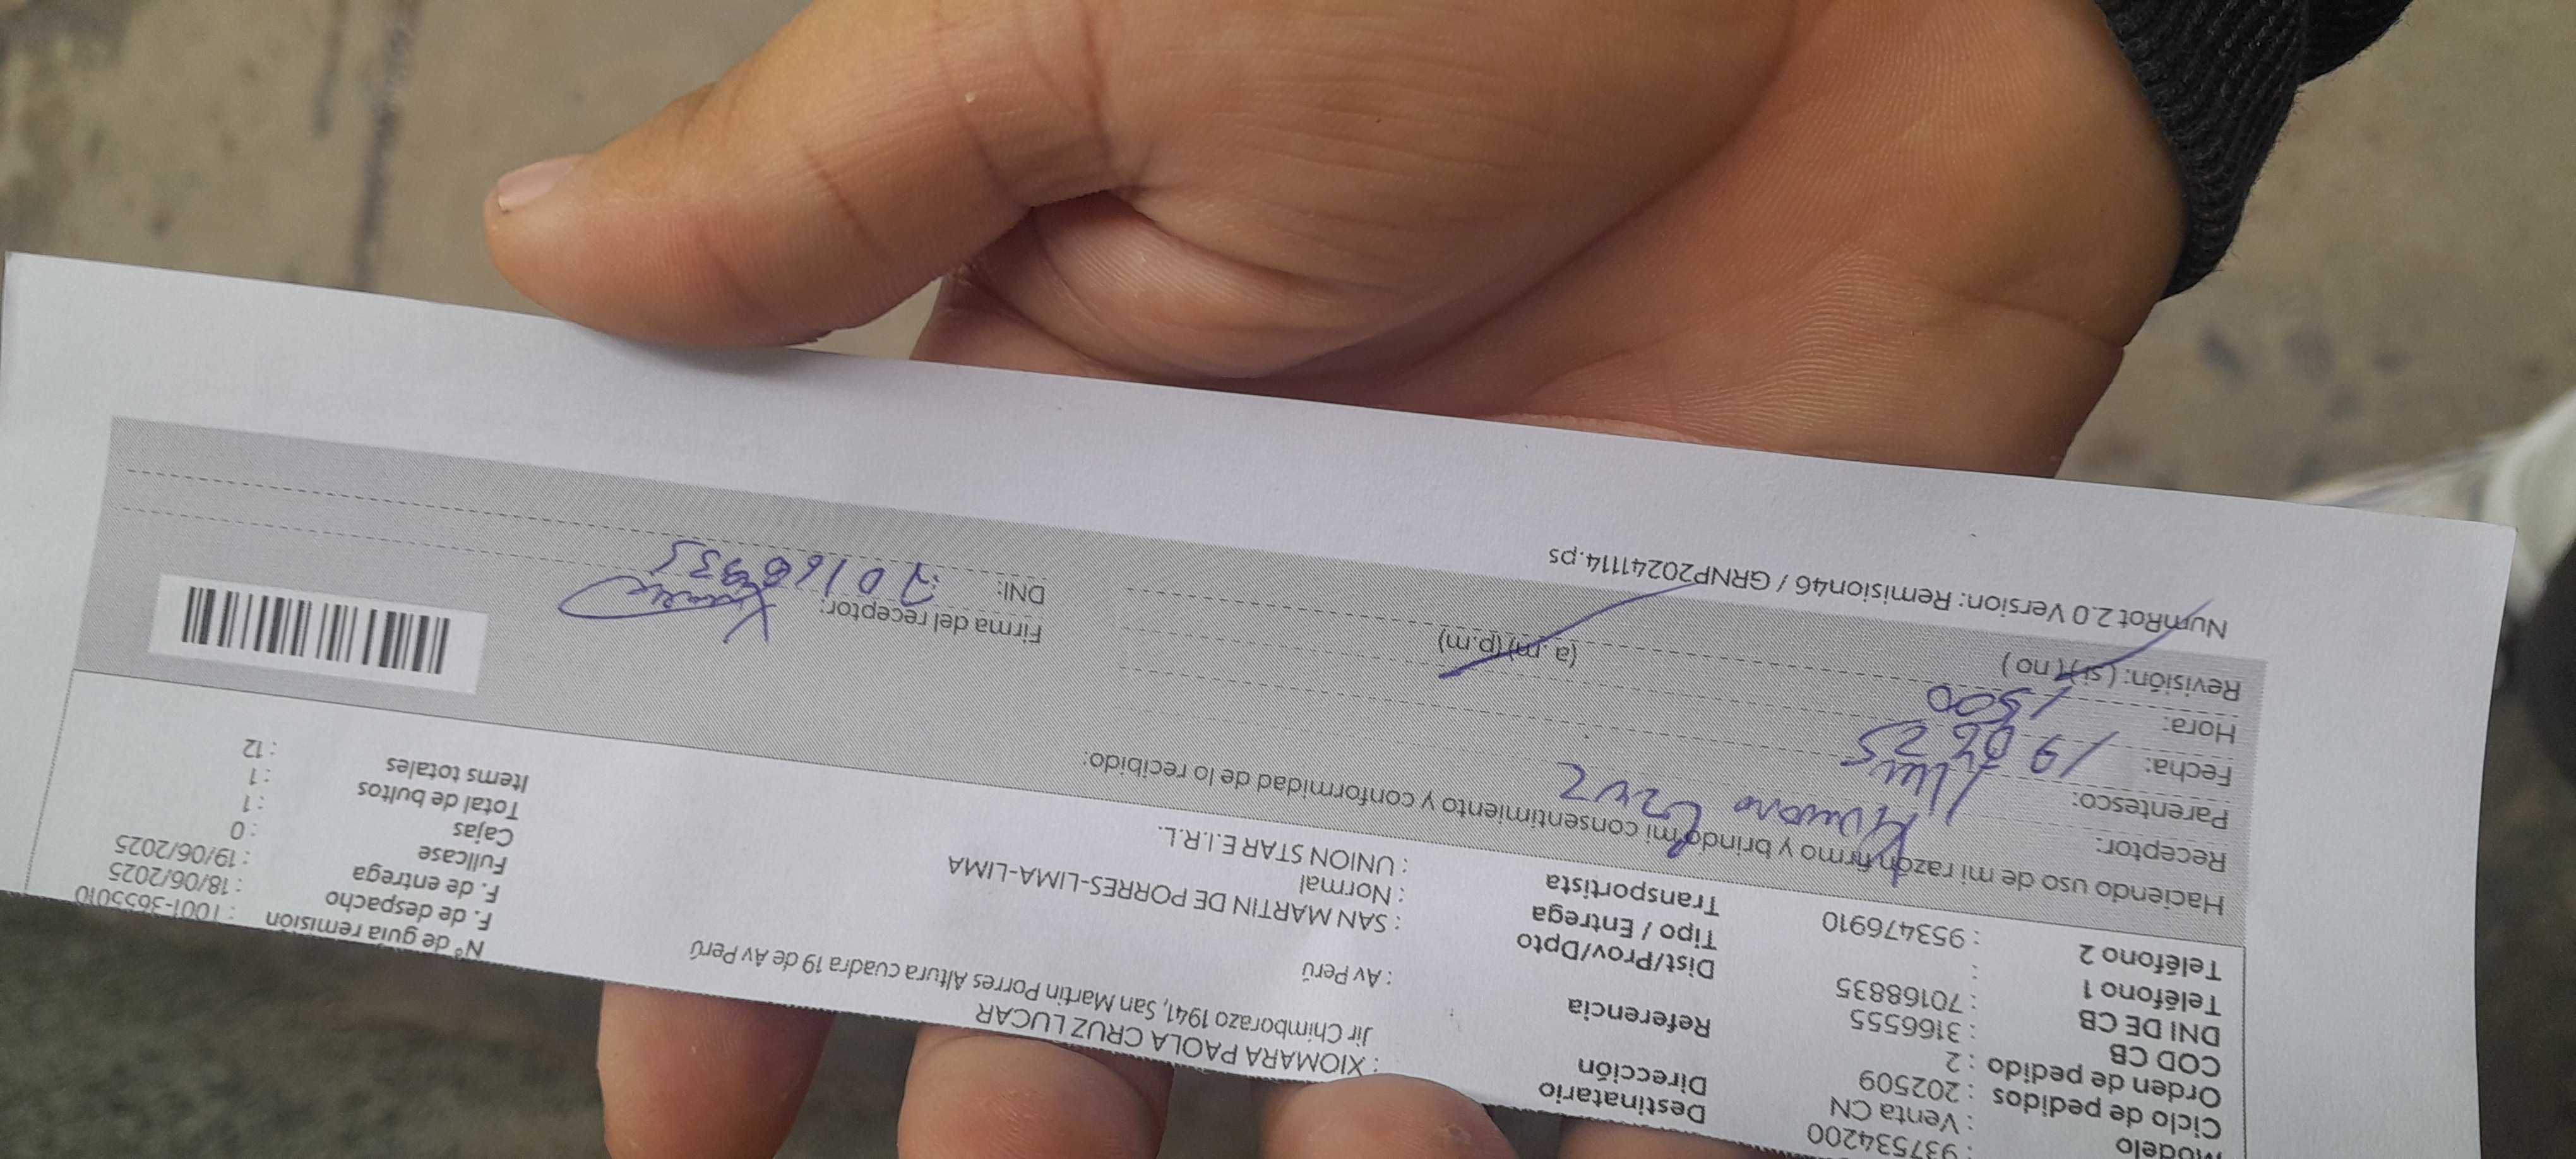 : 937534200
Modelo : Venta CN
Ciclo de pedidos : 202509
Orden de pedido : 2
COD CB : 3166555
DNI DE CB : 70168835
Teléfono 1 :
Teléfono 2 : 953476910
Destinatario : XIOMARA PAOLA CRUZ LUCAR
Dirección Jir Chimborazo 1941, San Martin Porres Altura cuadra 19 de Av Perú
Referencia : Av Perú
Dist/Prov/Dpto : SAN MARTIN DE PORRES-LIMA-LIMA
Tipo / Entrega : Normal
Transportista : UNION STAR E.I.R.L.
N° de guia remisión : T001-3655010
F. de despacho : 18/06/2025
F. de entrega : 19/06/2025
Fullcase : 0
Cajas : 1
Total de bultos : 1
Items totales : 12
Haciendo uso de mi razón firmo y brindo mi consentimiento y conformidad de lo recibido:
Receptor: Cruz
Parentesco:
Fecha: 19 06 25
Hora: 1500 (a.m) (p.m)
Revisión: ( si ) ( no )
Firma del receptor:
DNI: 70168835
NumRot 2.0 Version: Remision46 / GRNP20241114.ps